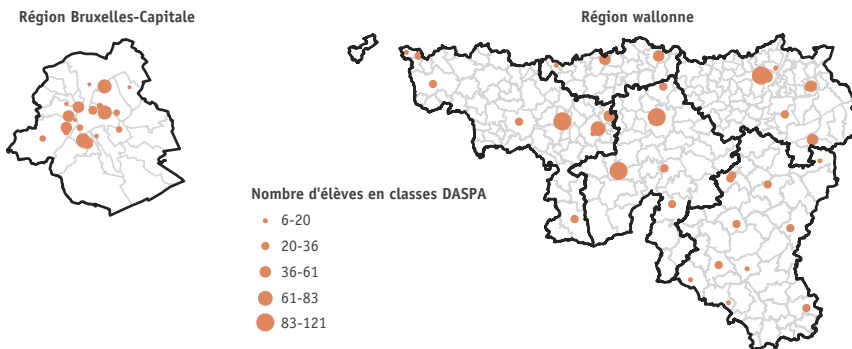 Région Bruxelles-Capitale
Région wallonne
Nombre d'élèves en classes DASPA
6-20
20-36
36-61
61-83
83-121